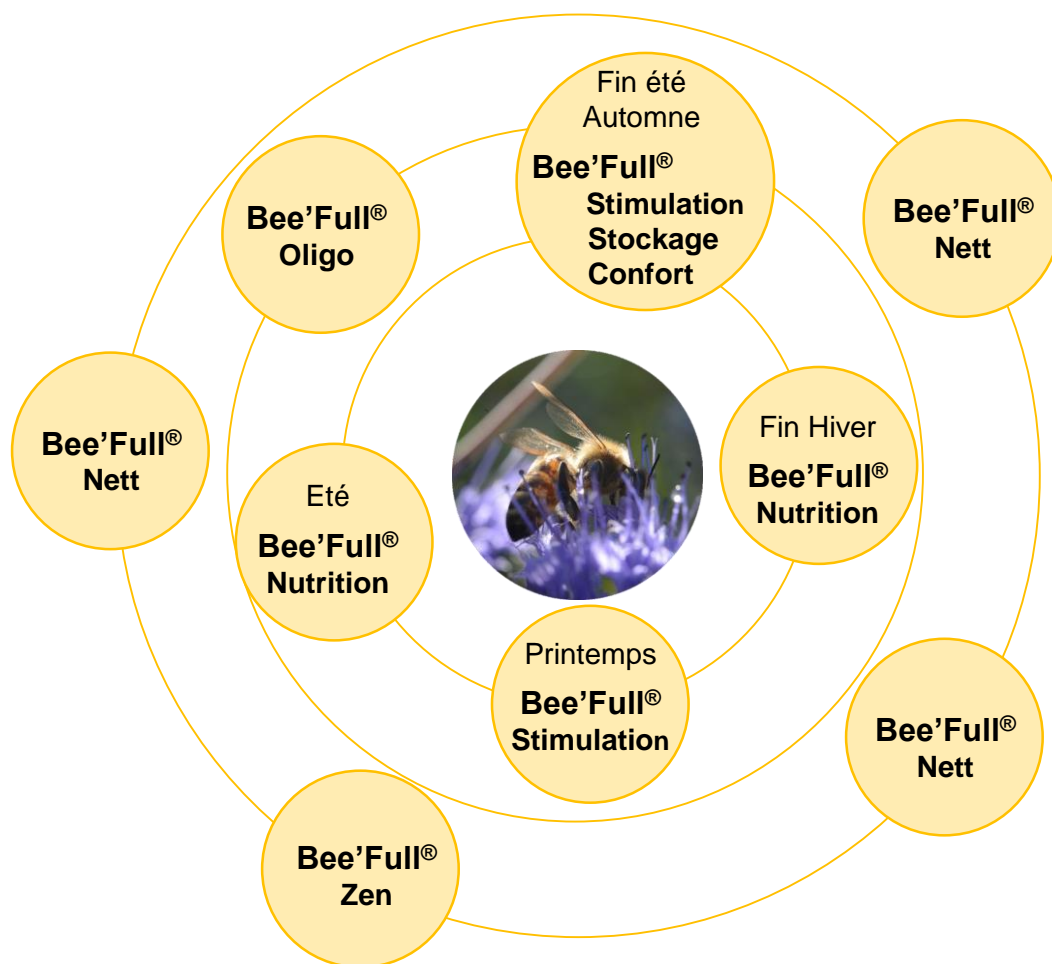 Fin été
Automne
Bee’Full®
Stimulation
Stockage
Confort
Bee’Full®
Oligo
Bee’Full®
Nett
Bee’Full®
Nett
Fin Hiver
Bee’Full®
Nutrition
Eté
Bee’Full®
Nutrition
Printemps
Bee’Full®
Stimulation
Bee’Full®
Nett
Bee’Full®
Zen